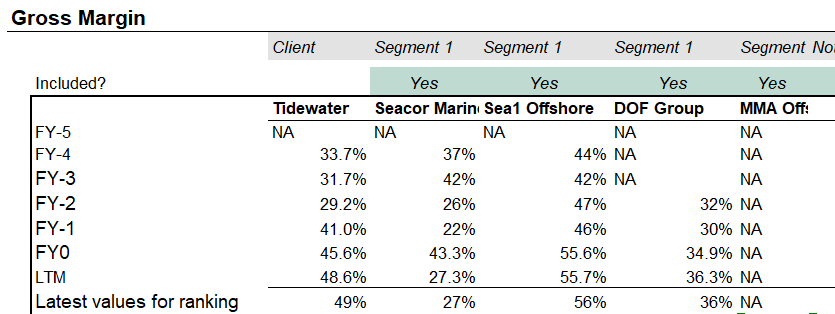 Gross Margin
Client Segment 1 Segment 1 Segment 1 Segment Not
Included? Yes Yes Yes Yes
Tidewater Seacor Marin Sea1 Offshore DOF Group MMA Offs
FY-5 NA NA NA NA NA
FY-4 33.7% 37% 44% NA NA
FY-3 31.7% 42% 42% NA NA
FY-2 29.2% 26% 47% 32% NA
FY-1 41.0% 22% 46% 30% NA
FY0 45.6% 43.3% 55.6% 34.9% NA
LTM 48.6% 27.3% 55.7% 36.3% NA
Latest values for ranking 49% 27% 56% 36% NA